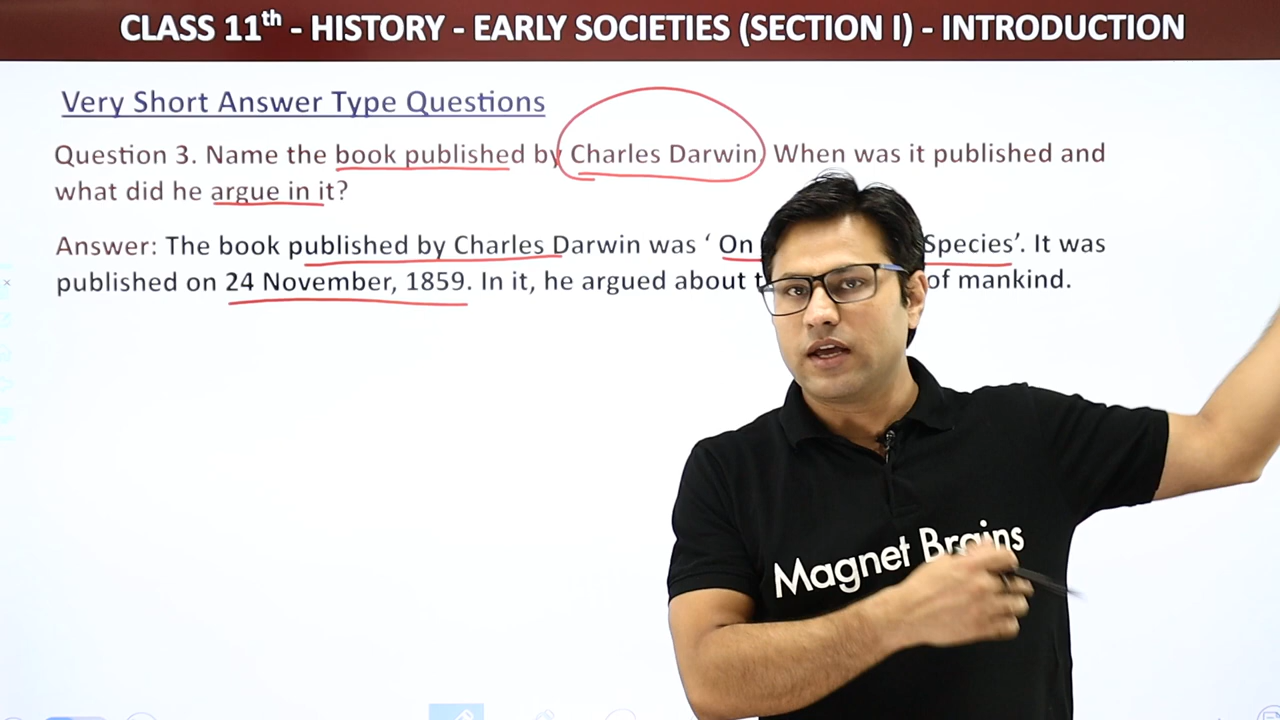 CLASS 11th - HISTORY - EARLY SOCIETIES (SECTION I) - INTRODUCTION
Very Short Answer Type Questions
Question 3. Name the book published by Charles Darwin. When was it published and
what did he argue in it?
Answer: The book published by Charles Darwin was ‘ On Species’. It was
published on 24 November, 1859. In it, he argued about of mankind.
Magnet Brains